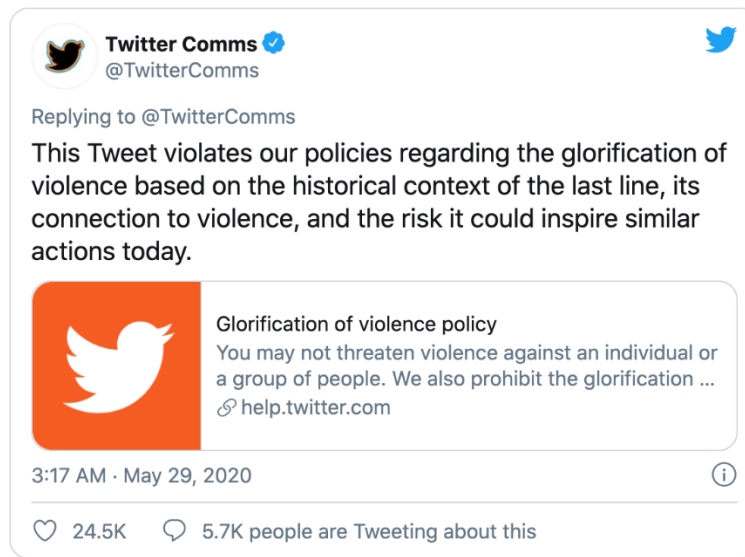 Twitter Comms
@TwitterComms
Replying to @TwitterComms
This Tweet violates our policies regarding the glorification of
violence based on the historical context of the last line, its
connection to violence, and the risk it could inspire similar
actions today.
Glorification of violence policy
You may not threaten violence against an individual or
a group of people. We also prohibit the glorification ...
help.twitter.com
3:17 AM · May 29, 2020
24.5K 5.7K people are Tweeting about this